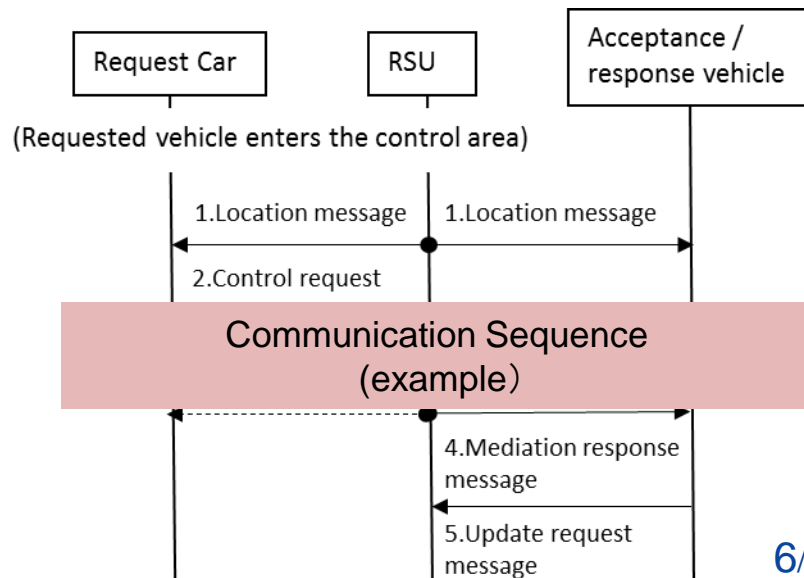 Request Car
RSU
Acceptance /
response vehicle
(Requested vehicle enters the control area)
1.Location message
1.Location message
2.Control request
Communication Sequence
(example）
4.Mediation response
message
5.Update request
message
6/